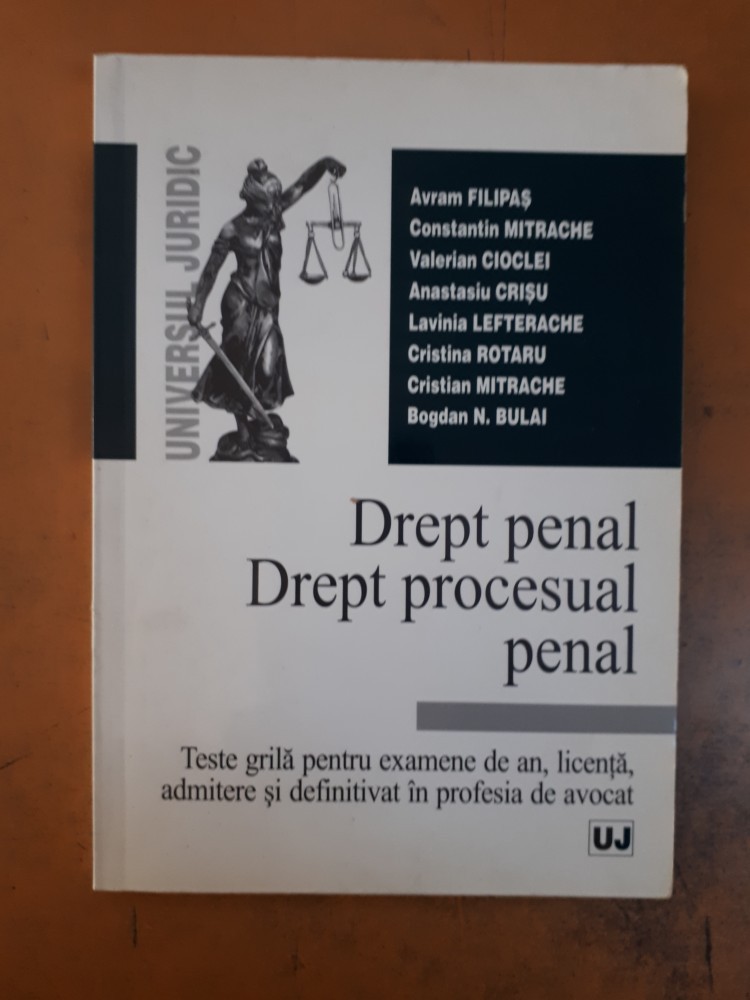 UNIVERSUL JURIDIC
Avram FILIPAȘ
Constantin MITRACHE
Valerian CIOCLEI
Anastasiu CRIȘU
Lavinia LEFTERACHE
Cristina ROTARU
Cristian MITRACHE
Bogdan N. BULAI
Drept penal
Drept procesual
penal
Teste grilă pentru examene de an, licență,
admitere și definitivat în profesia de avocat
UJ